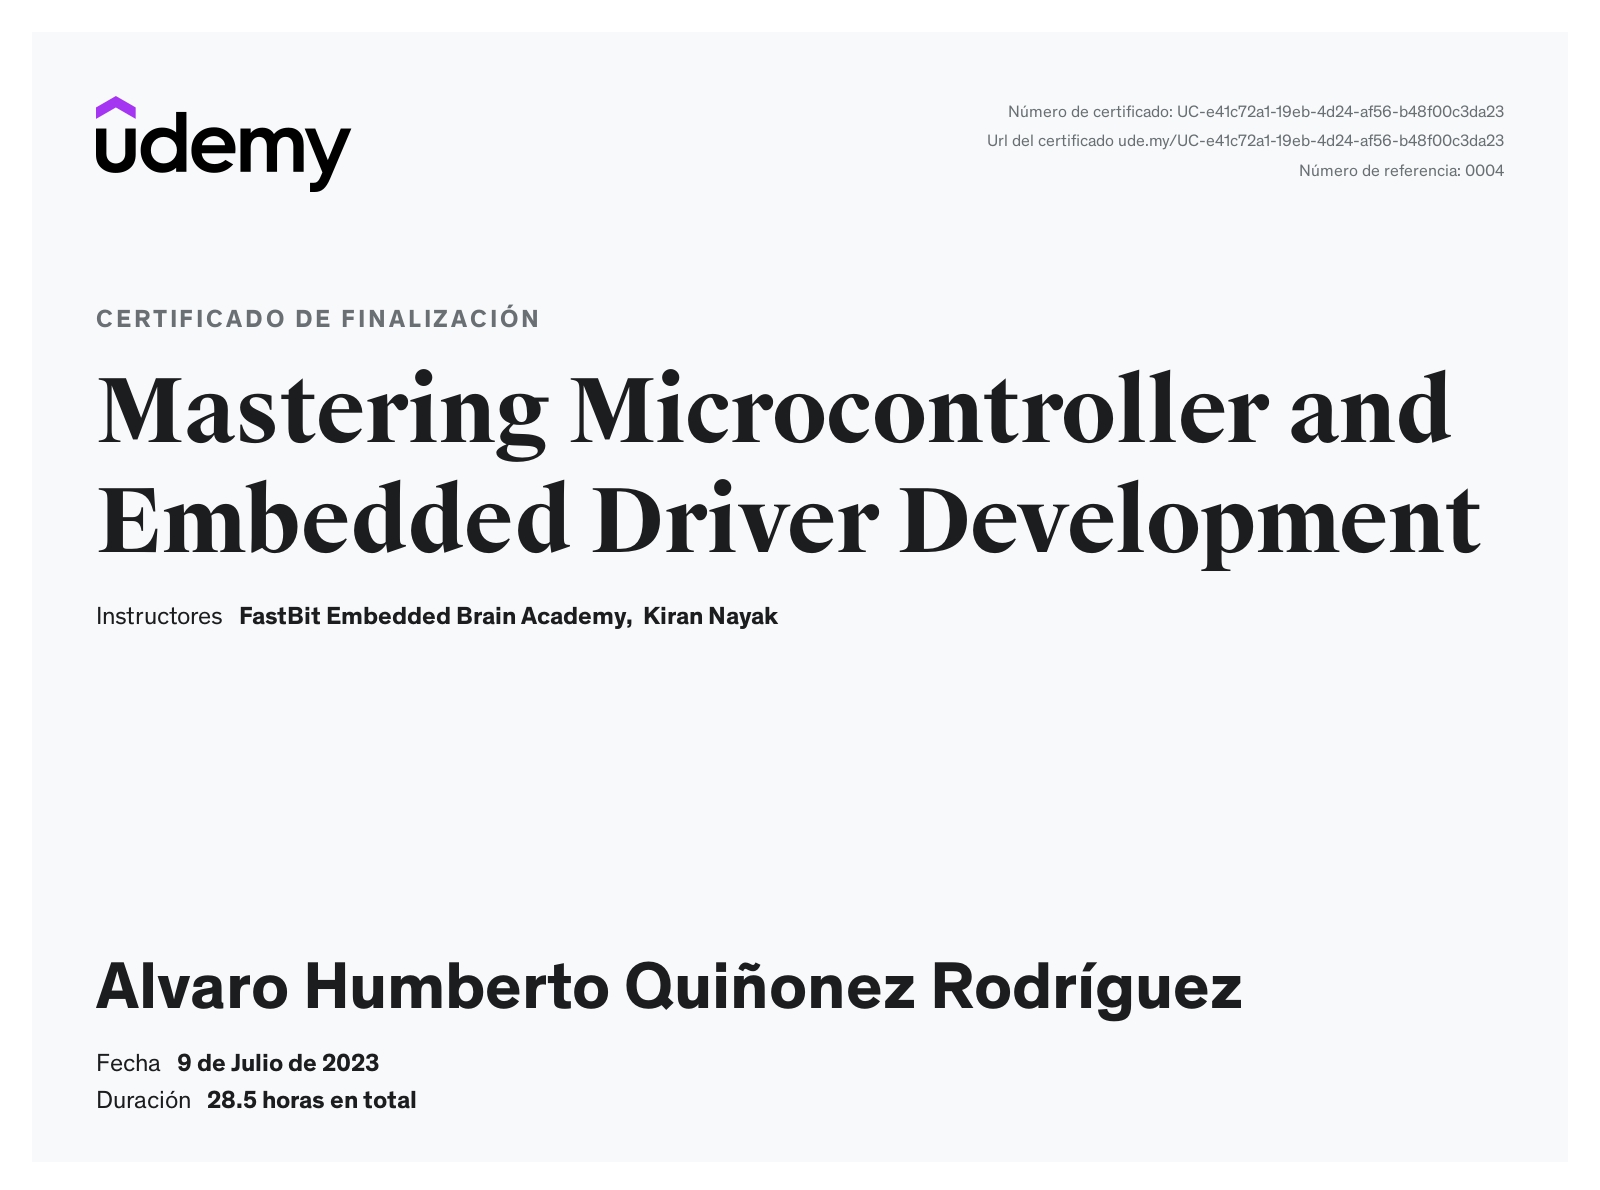 udemy
Número de certificado: UC-e41c72a1-19eb-4d24-af56-b48f00c3da23
Url del certificado ude.my/UC-e41c72a1-19eb-4d24-af56-b48f00c3da23
Número de referencia: 0004
CERTIFICADO DE FINALIZACIÓN
Mastering Microcontroller and
Embedded Driver Development
Instructores FastBit Embedded Brain Academy, Kiran Nayak
Alvaro Humberto Quiñonez Rodríguez
Fecha 9 de Julio de 2023
Duración 28.5 horas en total